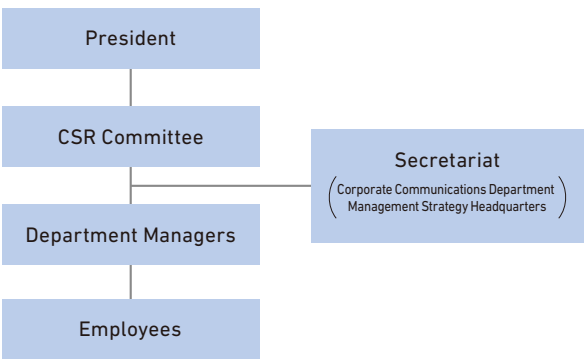 President
CSR Committee
Secretariat
(Corporate Communications Department
Management Strategy Headquarters)
Department Managers
Employees